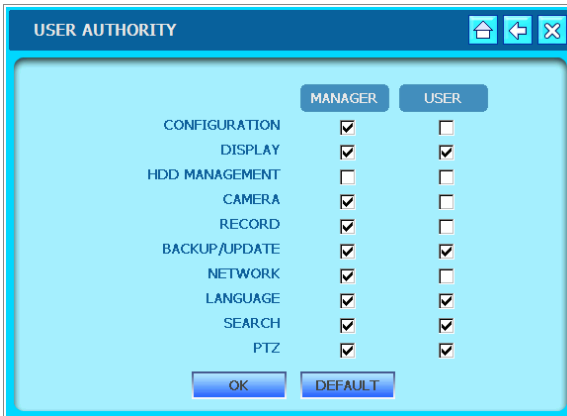 USER AUTHORITY
MANAGER USER
CONFIGURATION
DISPLAY
HDD MANAGEMENT
CAMERA
RECORD
BACKUP/UPDATE
NETWORK
LANGUAGE
SEARCH
PTZ
OK DEFAULT